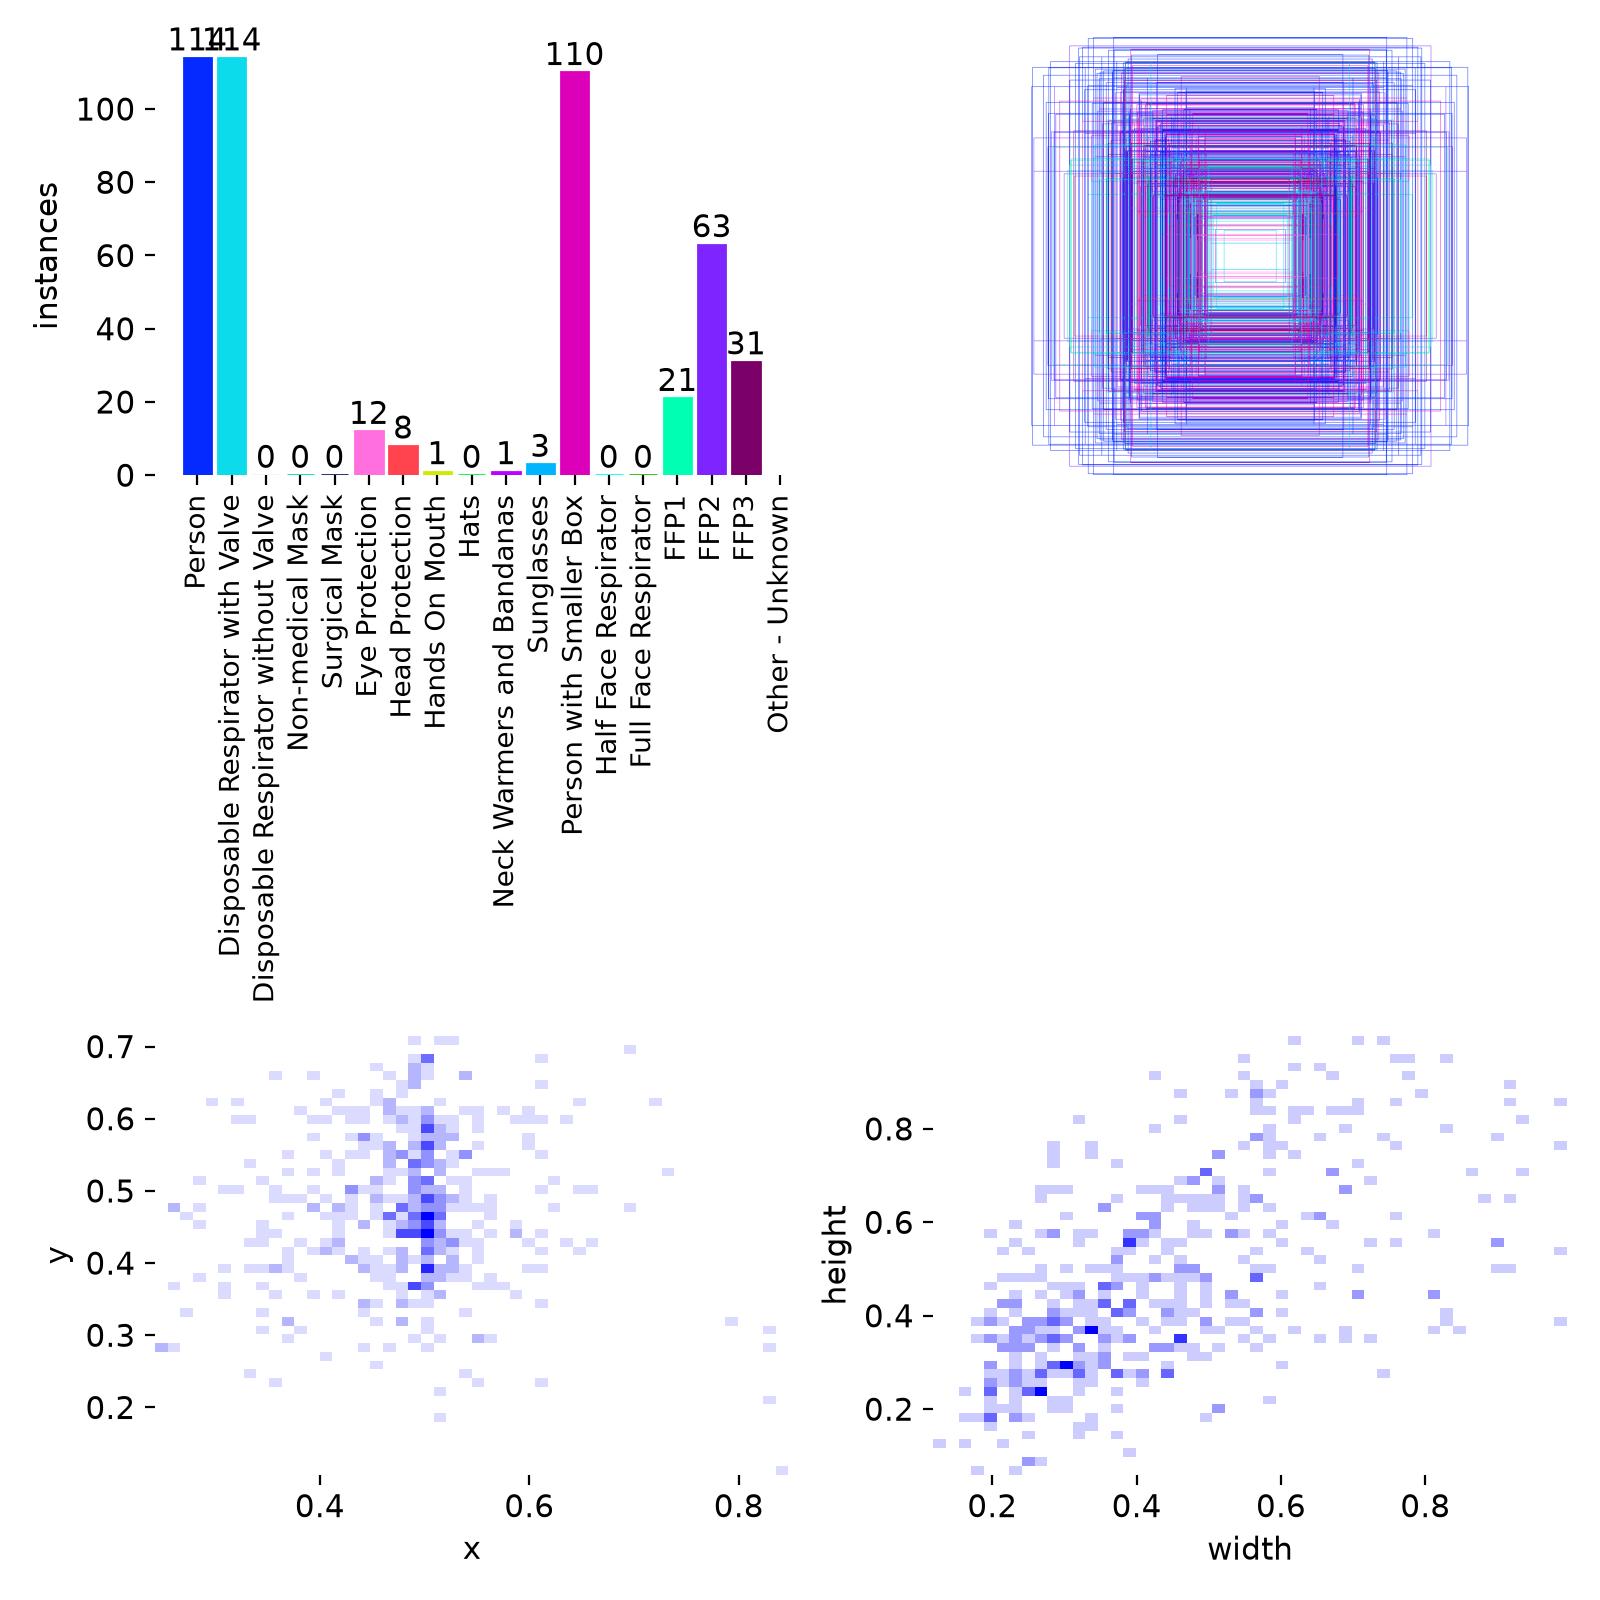 114
114
0
0
0
12
8
1
0
1
3
110
0
0
21
63
31
instances
100
80
60
40
20
0
Person
Disposable Respirator with Valve
Disposable Respirator without Valve
Non-medical Mask
Surgical Mask
Eye Protection
Head Protection
Hands On Mouth
Hats
Neck Warmers and Bandanas
Sunglasses
Person with Smaller Box
Half Face Respirator
Full Face Respirator
FFP1
FFP2
FFP3
Other - Unknown
0.7
0.6
0.5
0.4
0.3
0.2
y
0.4
0.6
0.8
x
0.8
0.6
0.4
0.2
height
0.2
0.4
0.6
0.8
width